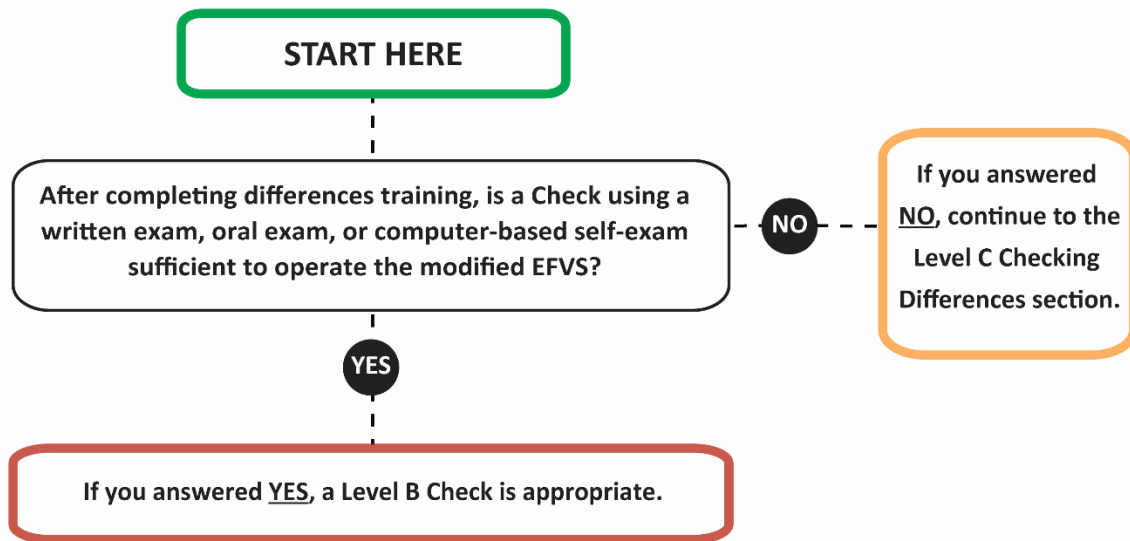 START HERE
After completing differences training, is a Check using a
written exam, oral exam, or computer-based self-exam
sufficient to operate the modified EFVS?
NO
If you answered
NO, continue to the
Level C Checking
Differences section.
YES
If you answered YES, a Level B Check is appropriate.